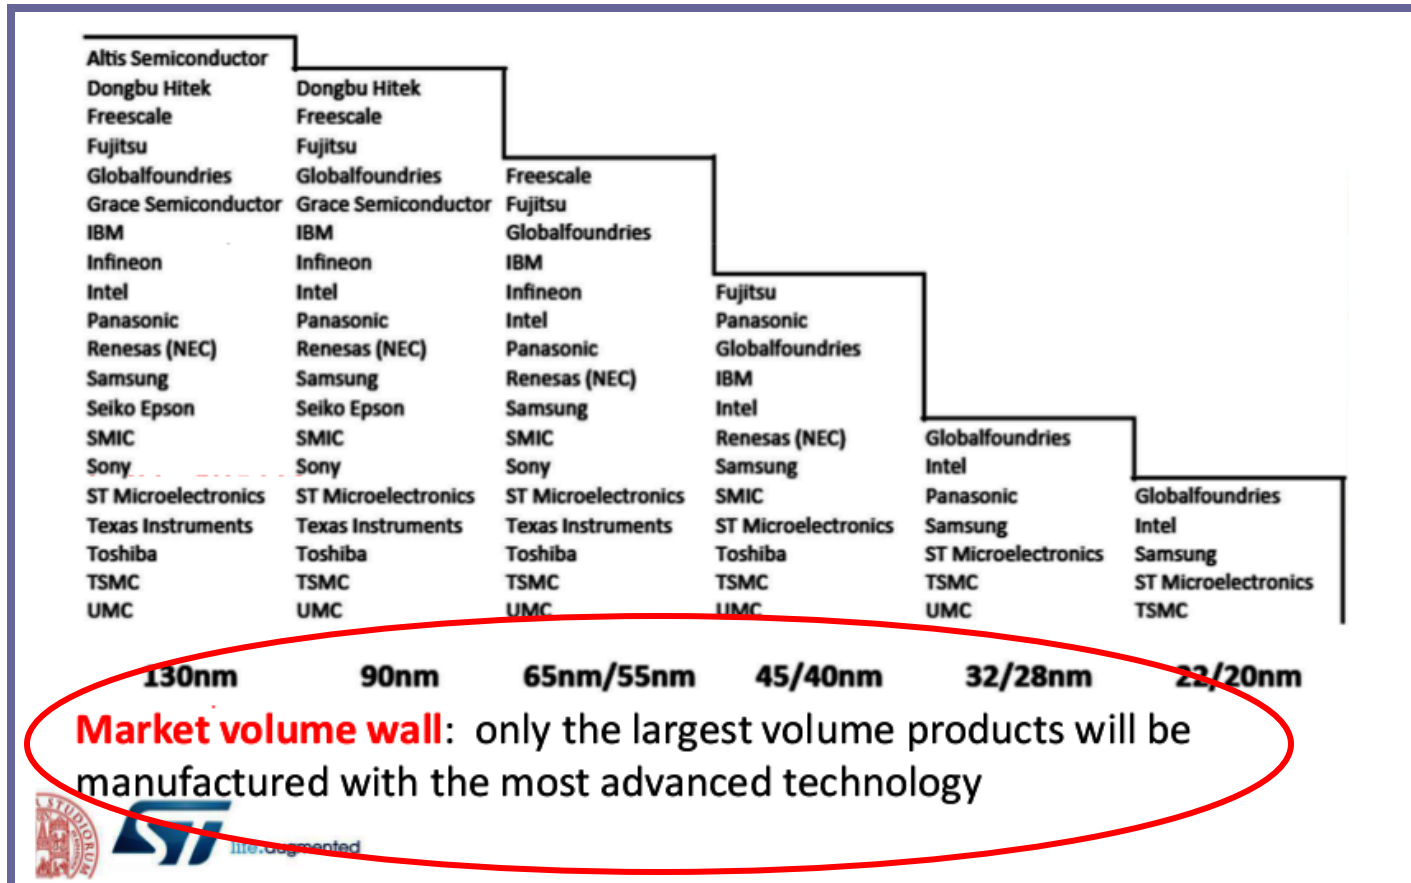 Altis Semiconductor
Dongbu Hitek Dongbu Hitek
Freescale Freescale
Fujitsu Fujitsu
Globalfoundries Globalfoundries Freescale
Grace Semiconductor Grace Semiconductor Fujitsu
IBM IBM Globalfoundries
Infineon Infineon IBM
Intel Intel Infineon Fujitsu
Panasonic Panasonic Intel Panasonic
Renesas (NEC) Renesas (NEC) Panasonic Globalfoundries
Samsung Samsung Renesas (NEC) IBM
Seiko Epson Seiko Epson Samsung Intel
SMIC SMIC SMIC Renesas (NEC) Globalfoundries
Sony Sony Sony Samsung Intel
ST Microelectronics ST Microelectronics ST Microelectronics SMIC Panasonic Globalfoundries
Texas Instruments Texas Instruments Texas Instruments ST Microelectronics Samsung Intel
Toshiba Toshiba Toshiba Toshiba ST Microelectronics Samsung
TSMC TSMC TSMC TSMC TSMC ST Microelectronics
UMC UMC UMC UMC UMC TSMC
130nm 90nm 65nm/55nm 45/40nm 32/28nm 22/20nm
Market volume wall: only the largest volume products will be
manufactured with the most advanced technology
A STUDIORUM
ST
life.augmented